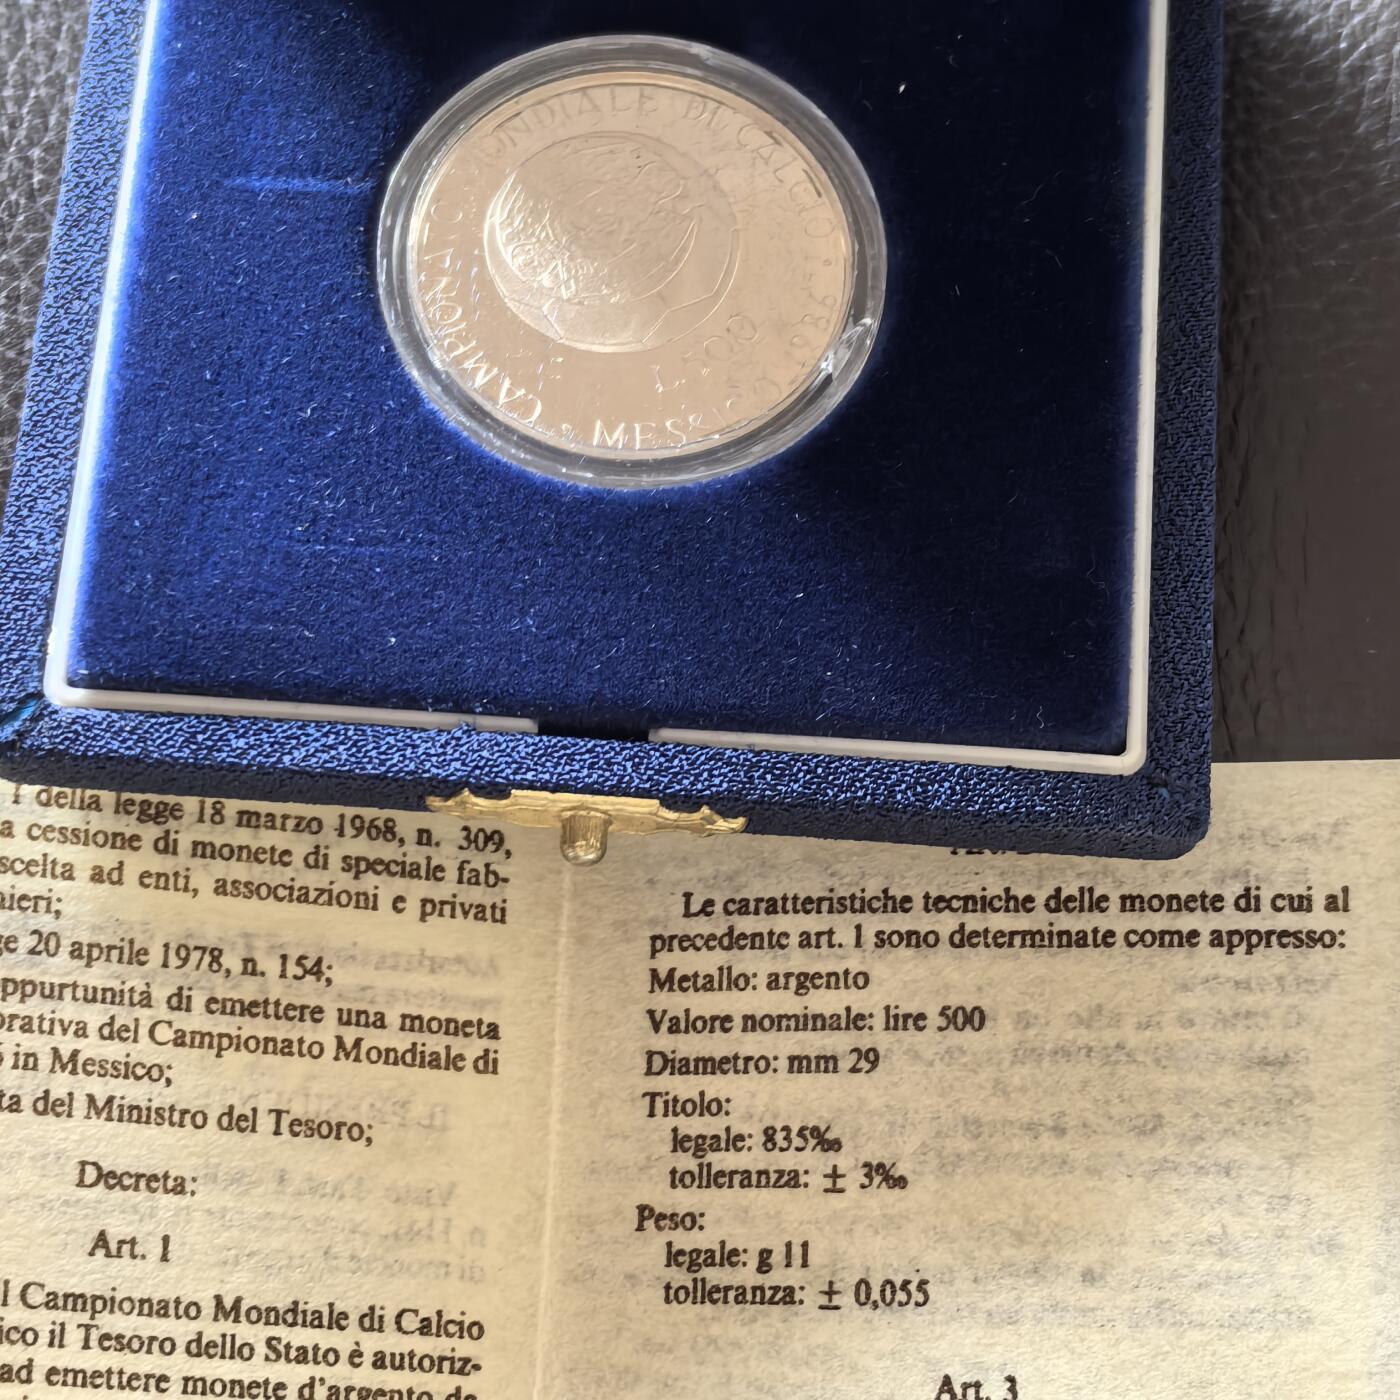 CAMPIONATO MONDIALE DI CALCIO · 1986 ·
MESSICO
L. 500
1 della legge 18 marzo 1968, n. 309,
a cessione di monete di speciale fab-
scelta ad enti, associazioni e privati
nieri;
ge 20 aprile 1978, n. 154;
ppurtunità di emettere una moneta
orativa del Campionato Mondiale di
in Messico;
ta del Ministro del Tesoro;
Decreta:
Art. 1
l Campionato Mondiale di Calcio
ico il Tesoro dello Stato è autoriz-
ad emettere monete d'argento da
Le caratteristiche tecniche delle monete di cui al
precedente art. 1 sono determinate come appresso:
Metallo: argento
Valore nominale: lire 500
Diametro: mm 29
Titolo:
legale: 835‰
tolleranza: ± 3‰
Peso:
legale: g 11
tolleranza: ± 0,055
Art. 3